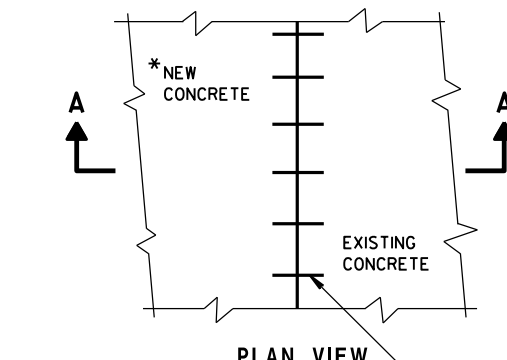 * NEW
CONCRETE
A
A
EXISTING
CONCRETE
PLAN VIEW